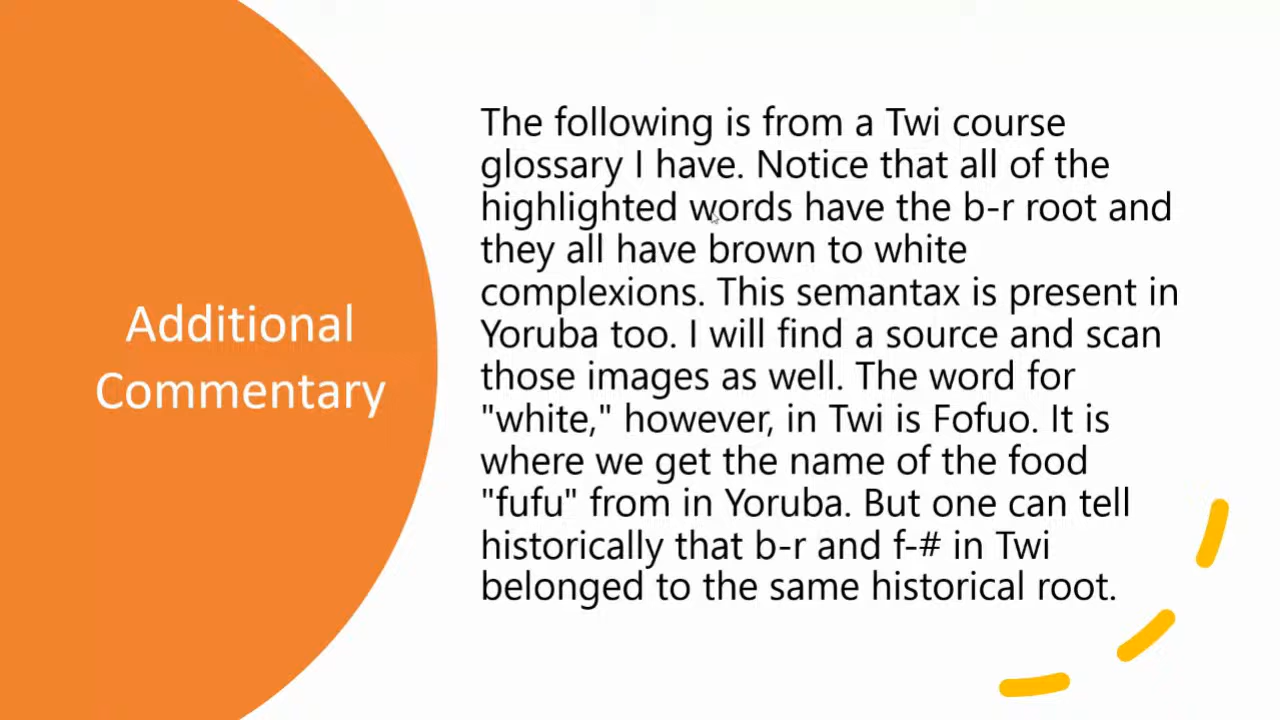 Additional
Commentary
The following is from a Twi course
glossary I have. Notice that all of the
highlighted words have the b-r root and
they all have brown to white
complexions. This semantax is present in
Yoruba too. I will find a source and scan
those images as well. The word for
"white," however, in Twi is Fofuo. It is
where we get the name of the food
"fufu" from in Yoruba. But one can tell
historically that b-r and f-# in Twi
belonged to the same historical root.